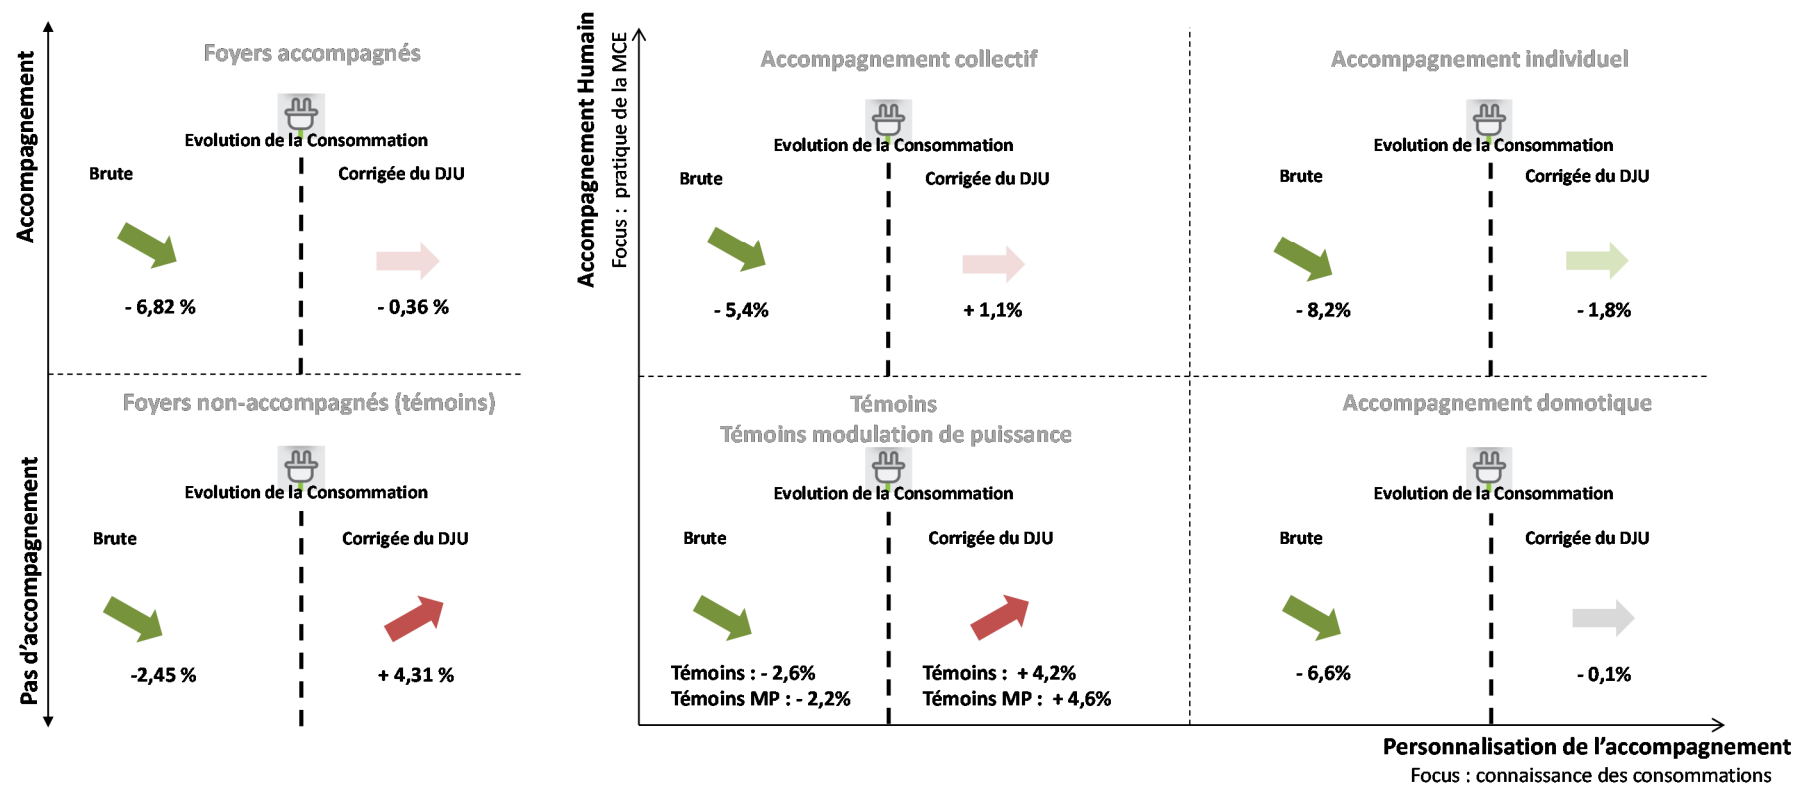 Accompagnement
Pas d'accompagnement
Foyers accompagnés
Evolution de la Consommation
Brute
Corrigée du DJU
- 6,82 %
- 0,36 %
Foyers non-accompagnés (témoins)
Evolution de la Consommation
Brute
Corrigée du DJU
-2,45 %
+ 4,31 %
Accompagnement Humain
Focus : pratique de la MCE
Accompagnement collectif
Evolution de la Consommation
Brute
Corrigée du DJU
- 5,4%
+ 1,1%
Accompagnement individuel
Evolution de la Consommation
Brute
Corrigée du DJU
- 8,2%
- 1,8%
Témoins
Témoins modulation de puissance
Evolution de la Consommation
Brute
Corrigée du DJU
Témoins : - 2,6%
Témoins MP : - 2,2%
Témoins : + 4,2%
Témoins MP : + 4,6%
Accompagnement domotique
Evolution de la Consommation
Brute
Corrigée du DJU
- 6,6%
- 0,1%
Personnalisation de l'accompagnement
Focus : connaissance des consommations